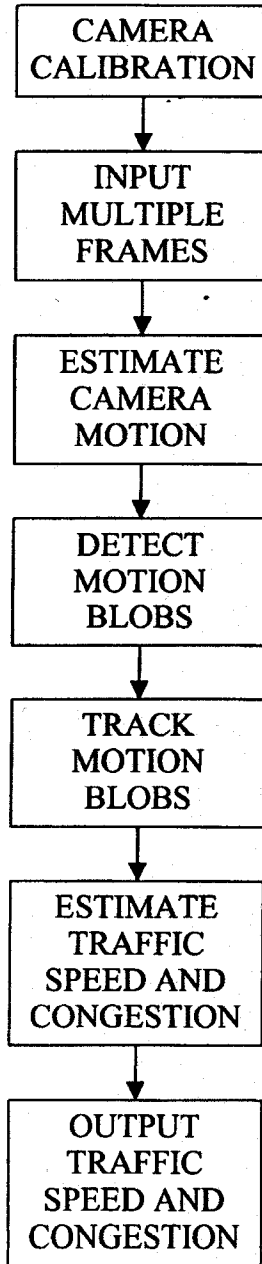 CAMERA
CALIBRATION
INPUT
MULTIPLE
FRAMES
ESTIMATE
CAMERA
MOTION
DETECT
MOTION
BLOBS
TRACK
MOTION
BLOBS
ESTIMATE
TRAFFIC
SPEED AND
CONGESTION
OUTPUT
TRAFFIC
SPEED AND
CONGESTION